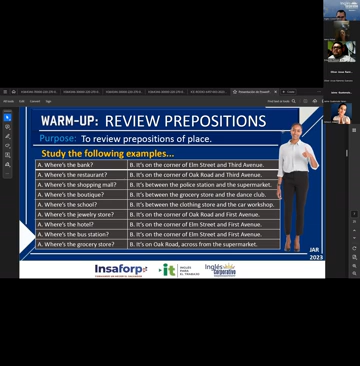 WARM-UP: REVIEW PREPOSITIONS
Purpose: To review prepositions of place.
Study the following examples...
A. Where's the bank? B. It's on the corner of Elm Street and Third Avenue.
A. Where's the restaurant? B. It's on the corner of Oak Road and Third Avenue.
A. Where's the shopping mall? B. It's between the police station and the supermarket.
A. Where's the boutique? B. It's between the grocery store and the dance club.
A. Where's the school? B. It's between the clothing store and the car workshop.
A. Where's the jewelry store? B. It's on the corner of Oak Road and First Avenue.
A. Where's the hotel? B. It's on the corner of Elm Street and First Avenue.
A. Where's the bus station? B. It's on the corner of Elm Street and First Avenue.
A. Where's the grocery store? B. It's on Oak Road, across from the supermarket.
JAR
2023
Insaforp
it
INGLÉS
PARA
EL TRABAJO
Inglés
Corporativo